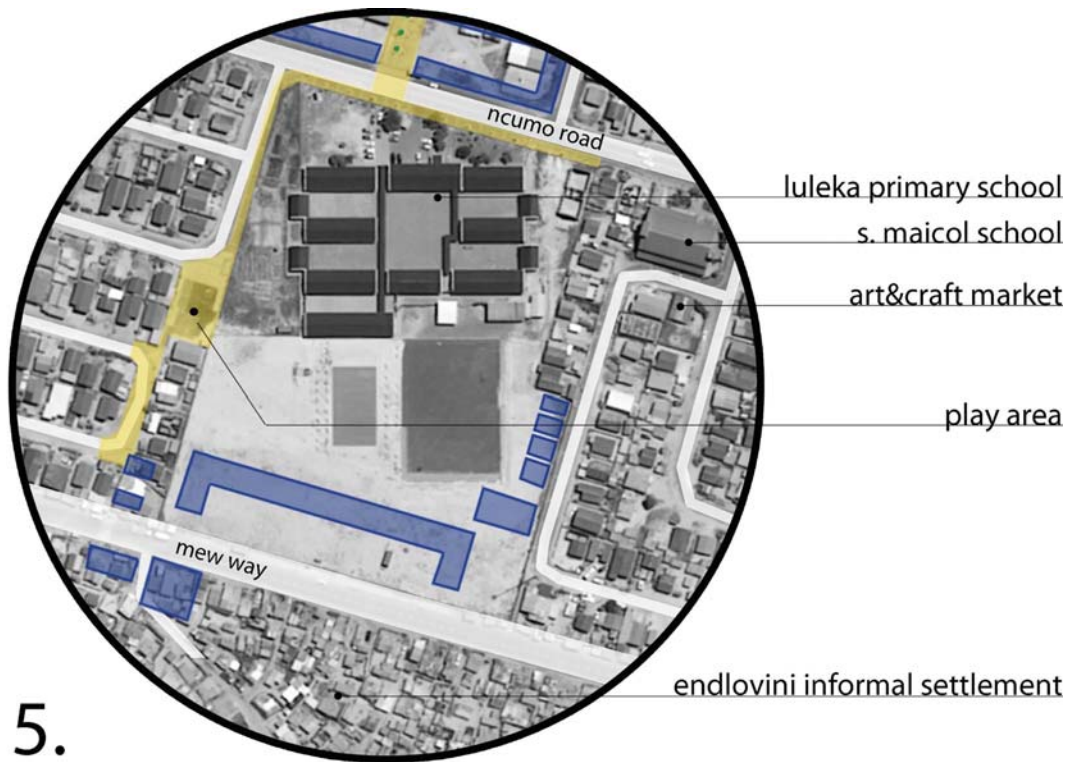 ncumo road
luleka primary school
s. maicol school
art&craft market
play area
mew way
endlovini informal settlement
5.